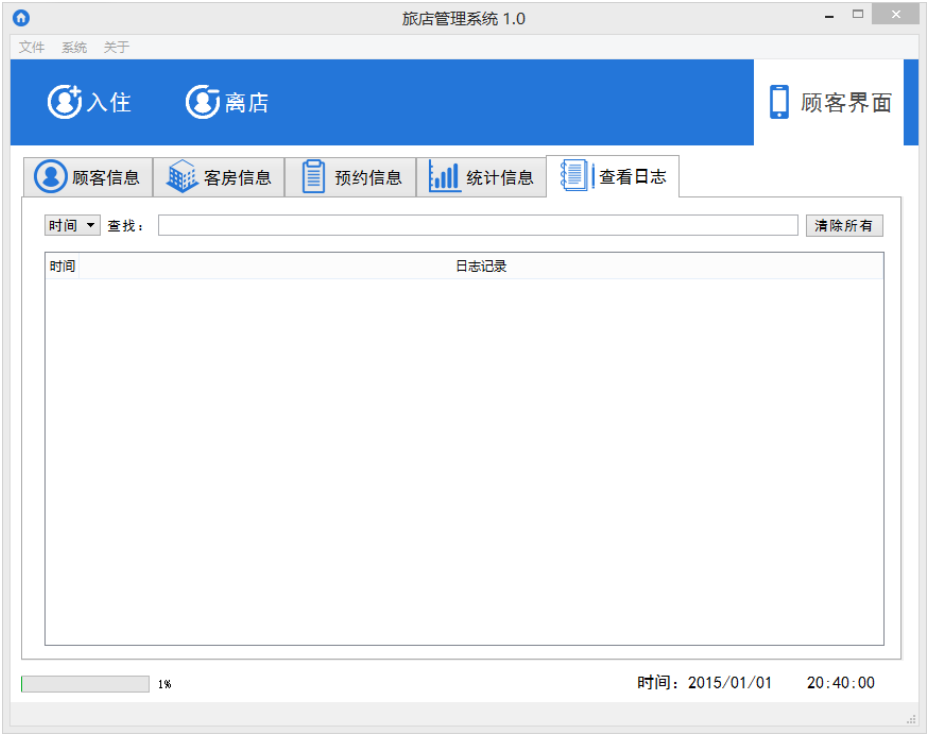 旅店管理系统 1.0
文件 系统 关于
入住 离店 顾客界面
顾客信息 客房信息 预约信息 统计信息 查看日志
时间 查找: 清除所有
时间 日志记录
1% 时间: 2015/01/01 20:40:00